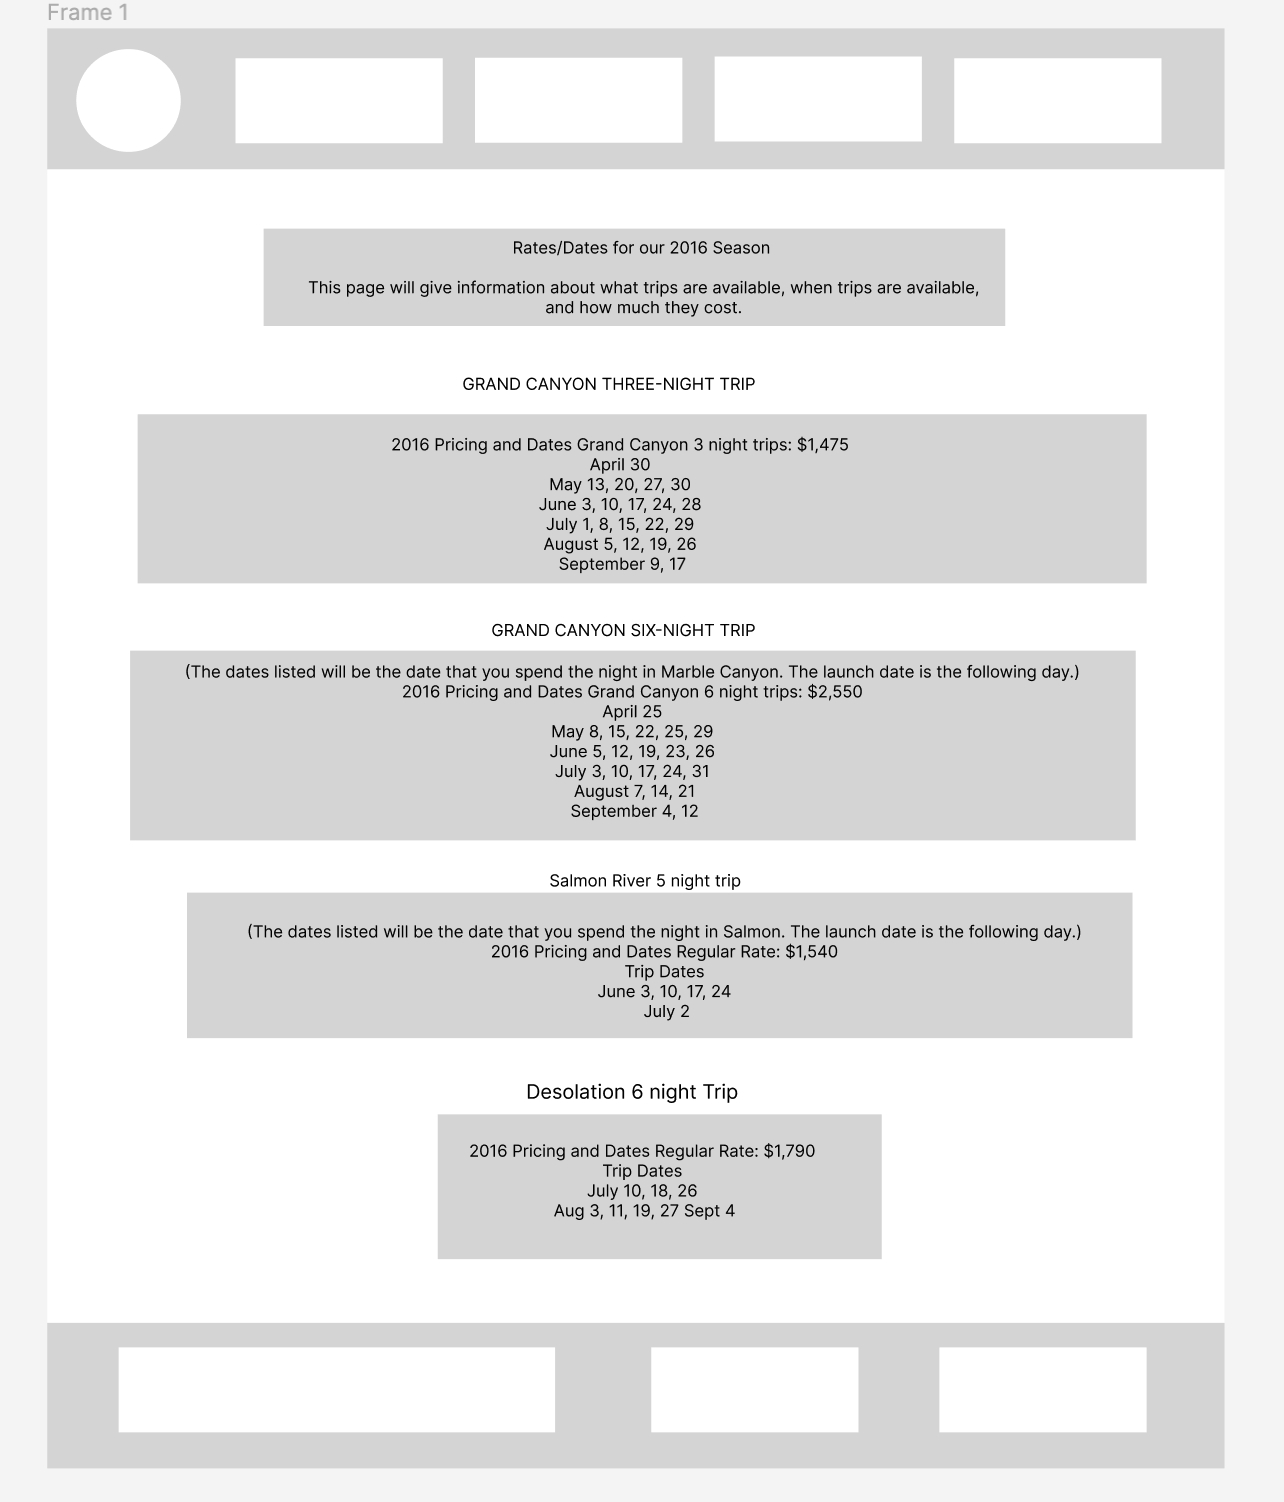 Frame 1
Rates/Dates for our 2016 Season
This page will give information about what trips are available, when trips are available,
and how much they cost.
GRAND CANYON THREE-NIGHT TRIP
2016 Pricing and Dates Grand Canyon 3 night trips: $1,475
April 30
May 13, 20, 27, 30
June 3, 10, 17, 24, 28
July 1, 8, 15, 22, 29
August 5, 12, 19, 26
September 9, 17
GRAND CANYON SIX-NIGHT TRIP
(The dates listed will be the date that you spend the night in Marble Canyon. The launch date is the following day.)
2016 Pricing and Dates Grand Canyon 6 night trips: $2,550
April 25
May 8, 15, 22, 25, 29
June 5, 12, 19, 23, 26
July 3, 10, 17, 24, 31
August 7, 14, 21
September 4, 12
Salmon River 5 night trip
(The dates listed will be the date that you spend the night in Salmon. The launch date is the following day.)
2016 Pricing and Dates Regular Rate: $1,540
Trip Dates
June 3, 10, 17, 24
July 2
Desolation 6 night Trip
2016 Pricing and Dates Regular Rate: $1,790
Trip Dates
July 10, 18, 26
Aug 3, 11, 19, 27 Sept 4